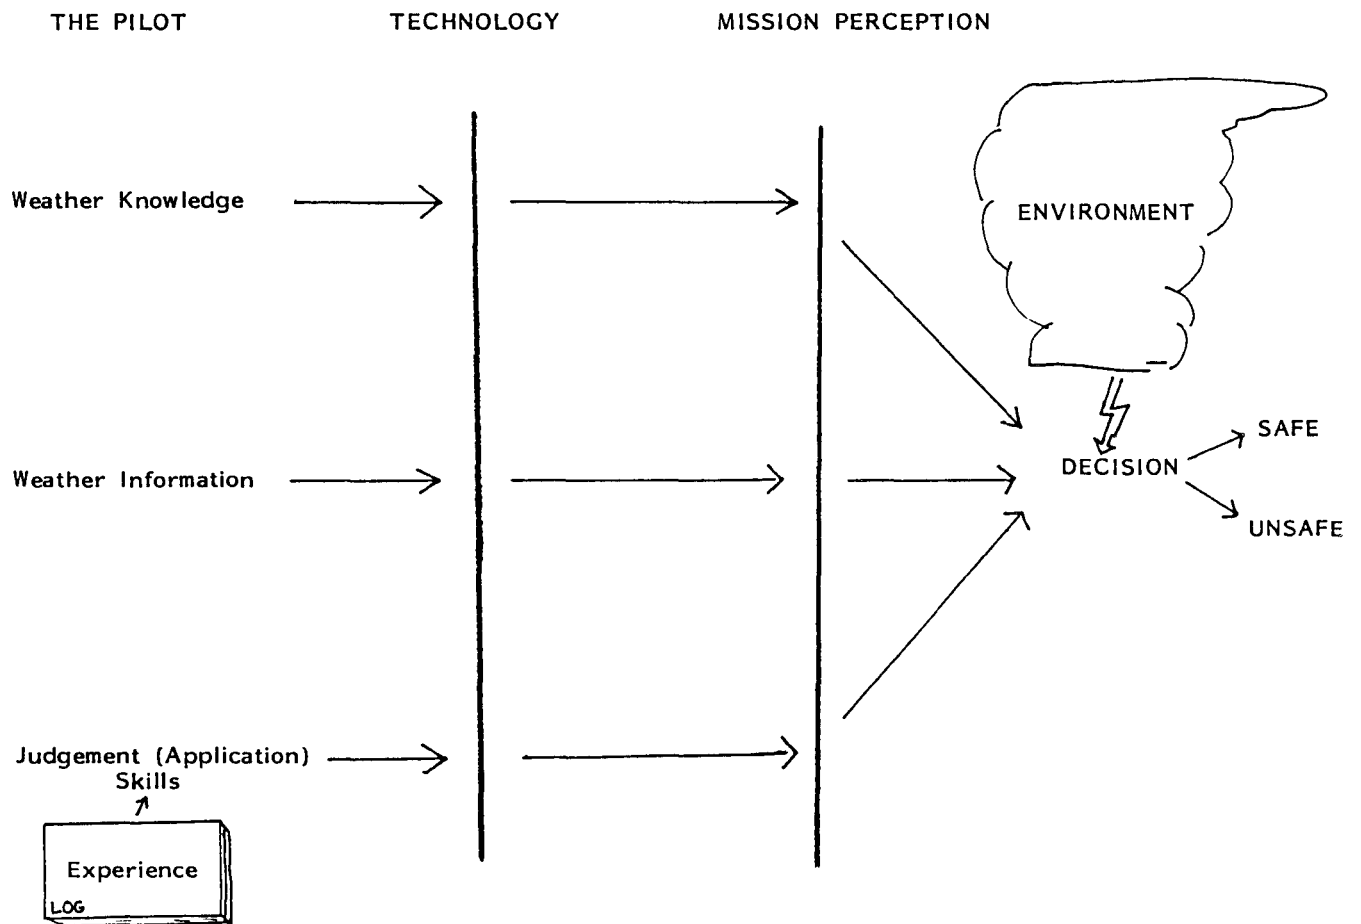 THE PILOT
TECHNOLOGY
MISSION PERCEPTION
Weather Knowledge
ENVIRONMENT
Weather Information
DECISION
SAFE
UNSAFE
Judgement (Application)
Skills
Experience
LOG